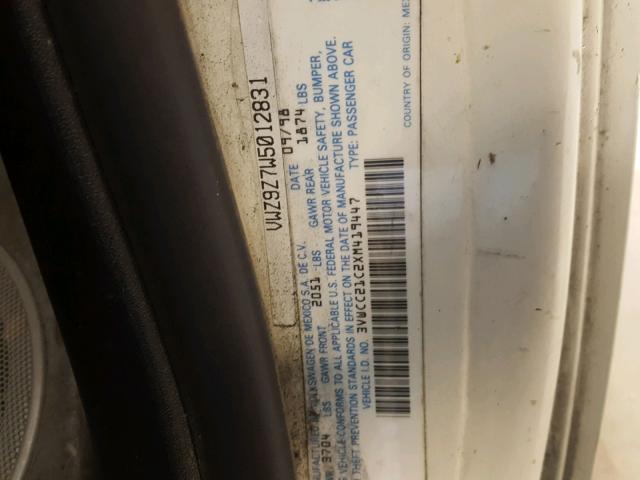 VWZ9Z7W5012831
MANUFACTURED BY VOLKSWAGEN DE MEXICO S.A. DE C.V. DATE 09/98
3704 LBS GAWR FRONT 2051 LBS GAWR REAR 1874 LBS
VEHICLE CONFORMS TO ALL APPLICABLE U.S. FEDERAL MOTOR VEHICLE SAFETY, BUMPER,
THEFT PREVENTION STANDARDS IN EFFECT ON THE DATE OF MANUFACTURE SHOWN ABOVE.
VEHICLE I.D. NO. 3VWCC21C2XM419447 TYPE: PASSENGER CAR
COUNTRY OF ORIGIN: